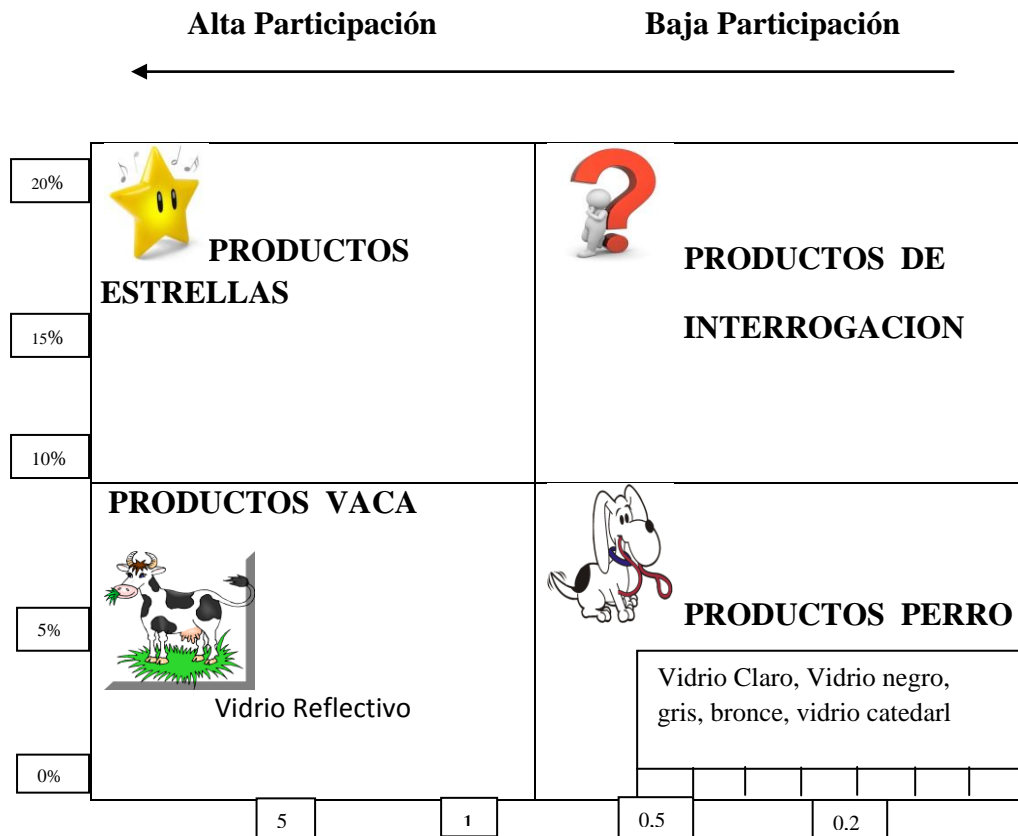 Alta Participación
Baja Participación
20%
PRODUCTOS
ESTRELLAS
PRODUCTOS DE
INTERROGACION
15%
10%
PRODUCTOS VACA
5%
PRODUCTOS PERRO
Vidrio Reflectivo
Vidrio Claro, Vidrio negro,
gris, bronce, vidrio catedarl
0%
5
1
0.5
0.2